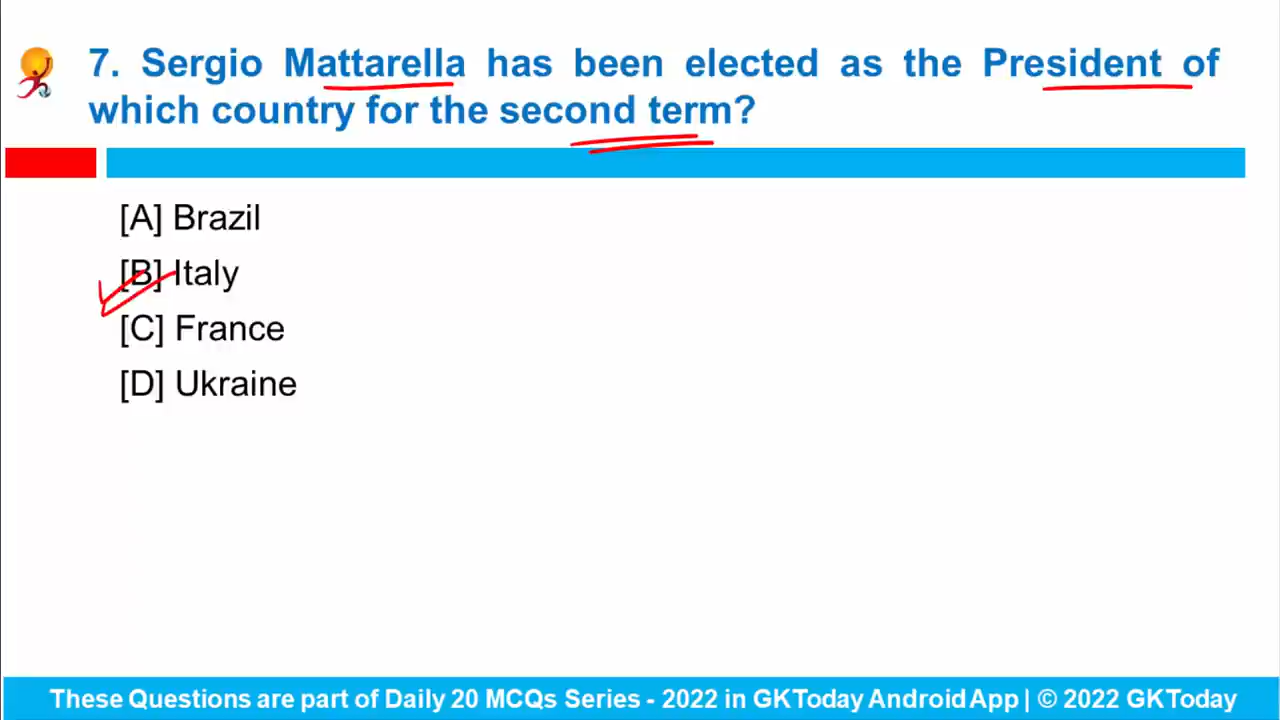 7. Sergio Mattarella has been elected as the President of
which country for the second term?
[A] Brazil
[B] Italy
[C] France
[D] Ukraine
These Questions are part of Daily 20 MCQs Series - 2022 in GKToday Android App | © 2022 GKToday